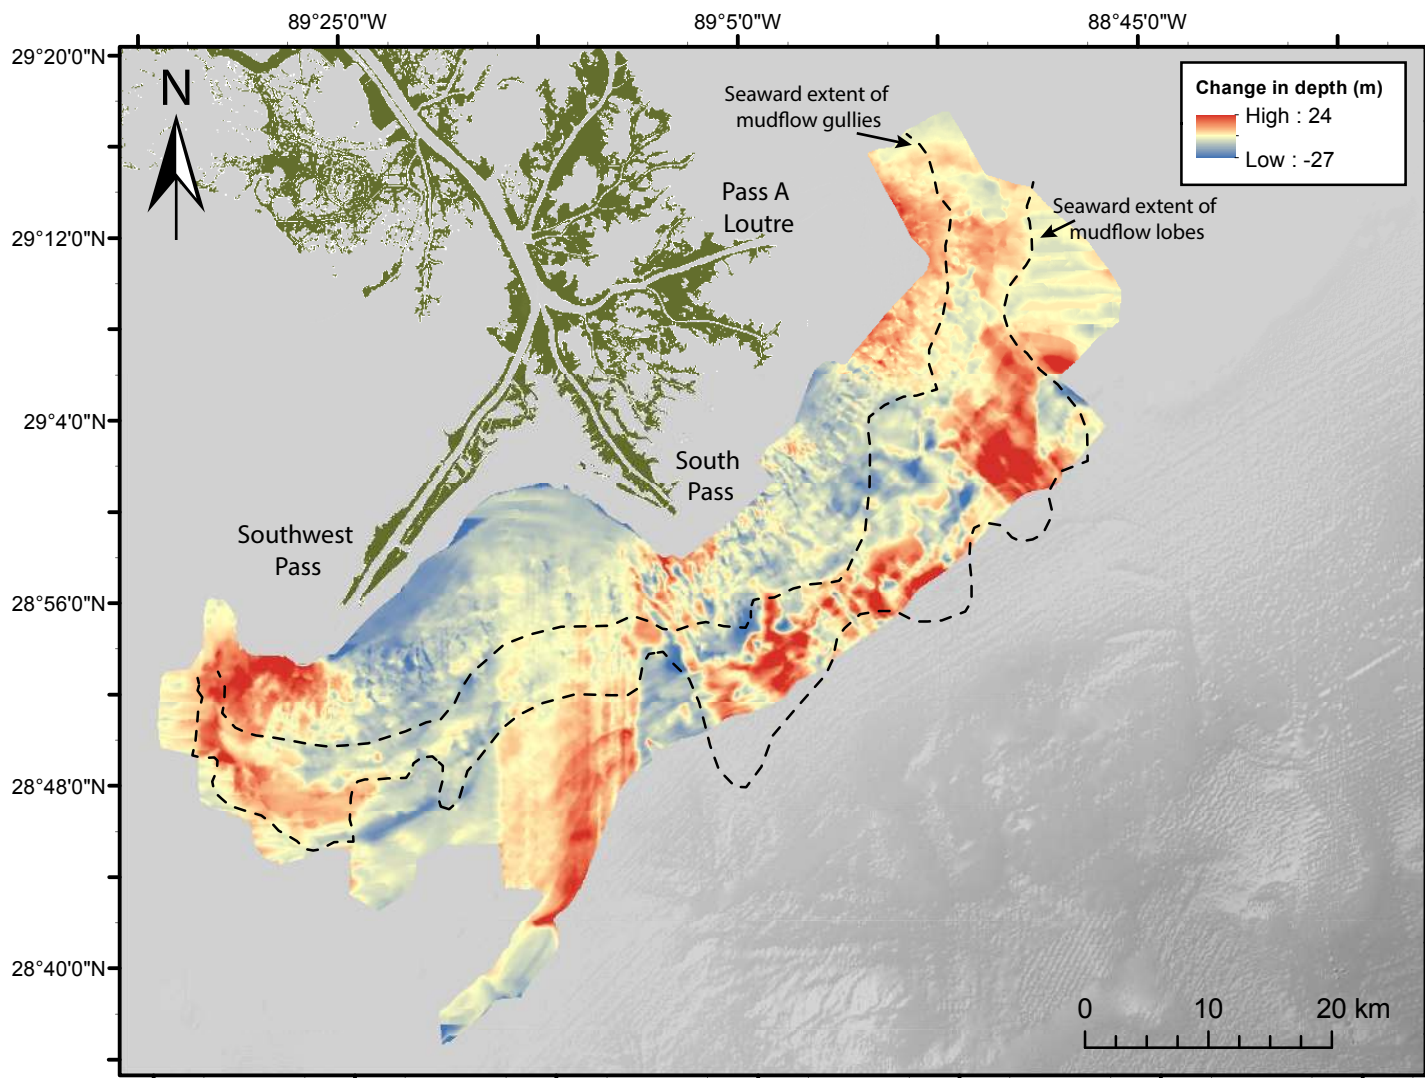 89°25'0"W
89°5'0"W
88°45'0"W
29°20'0"N
29°12'0"N
29°4'0"N
28°56'0"N
28°48'0"N
28°40'0"N
N
Seaward extent of
mudflow gullies
Change in depth (m)
High : 24
Low : -27
Pass A
Loutre
Seaward extent of
mudflow lobes
South
Pass
Southwest
Pass
0 10 20 km